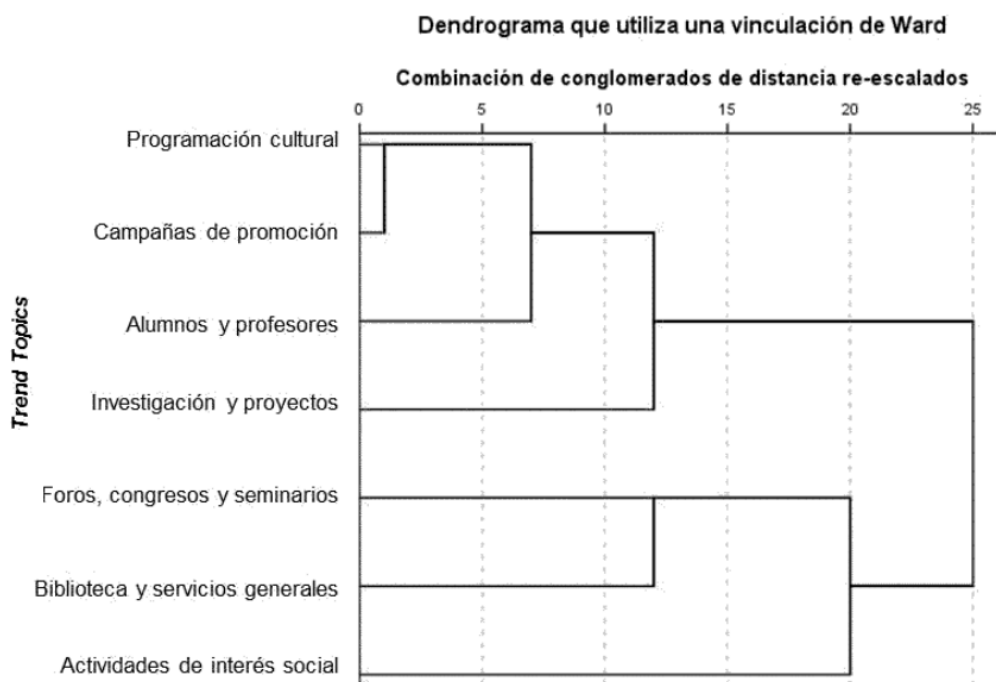 Dendrograma que utiliza una vinculación de Ward
Combinación de conglomerados de distancia re-escalados
0 5 10 15 20 25
Programación cultural
Campañas de promoción
Alumnos y profesores
Investigación y proyectos
Foros, congresos y seminarios
Biblioteca y servicios generales
Actividades de interés social
Trend Topics